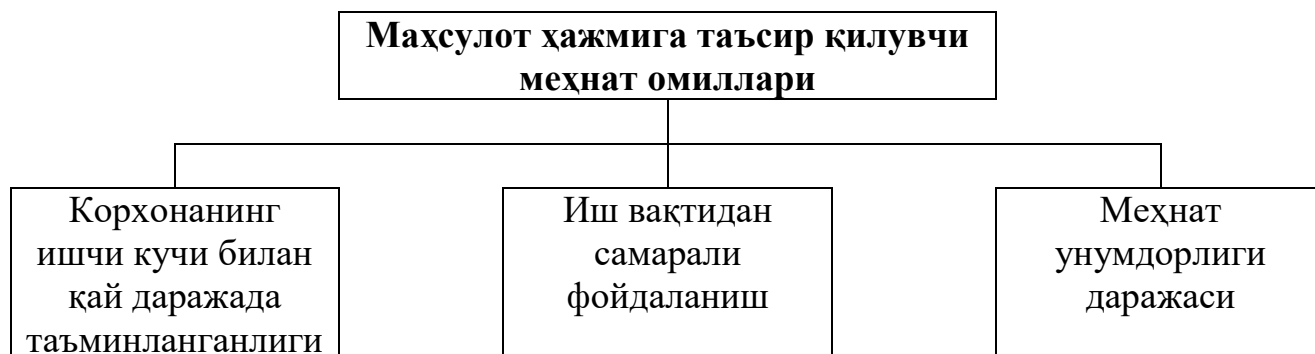 Маҳсулот ҳажмига таъсир қилувчи
меҳнат омиллари
Корхонанинг
ишчи кучи билан
қай даражада
таъминланганлиги
Иш вақтидан
самарали
фойдаланиш
Меҳнат
унумдорлиги
даражаси